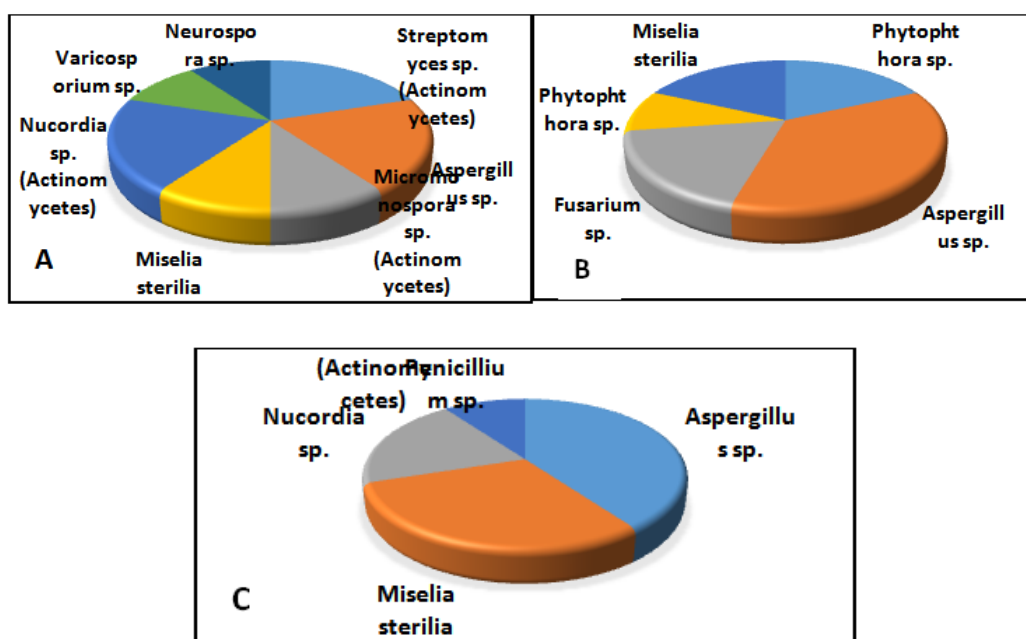 Neurospo
ra sp.
Streptom
yces sp.
(Actinom
ycetes)
Varicosp
orium sp.
Nucordia
sp.
(Actinom
ycetes)
Aspergill
us sp.
Micromo
nospora
sp.
(Actinom
ycetes)
Miselia
sterilia
A
Miselia
sterilia
Phytopht
hora sp.
Phytopht
hora sp.
Fusarium
sp.
Aspergill
us sp.
B
(Actinomy
cetes)
Nucordia
sp.
Penicilliu
m sp.
Aspergillu
s sp.
Miselia
sterilia
C